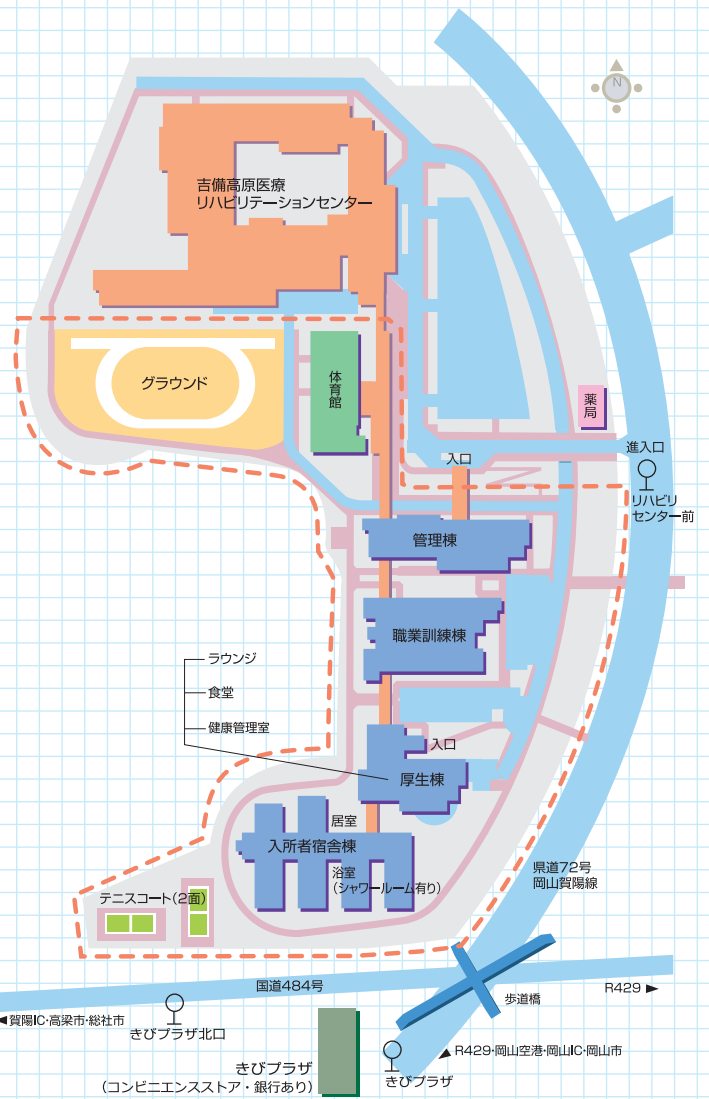 N
吉備高原医療
リハビリテーションセンター
グラウンド
体育館
薬局
入口
進入口
リハビリ
センター前
管理棟
職業訓練棟
ラウンジ
食堂
健康管理室
入口
厚生棟
居室
入所者宿舎棟
浴室
(シャワールーム有り)
テニスコート(2面)
県道72号
岡山賀陽線
国道484号
R429 ►
歩道橋
◄賀陽IC・高梁市・総社市
きびプラザ北口
R429・岡山空港・岡山IC・岡山市
きびプラザ
(コンビニエンスストア・銀行あり)
きびプラザ